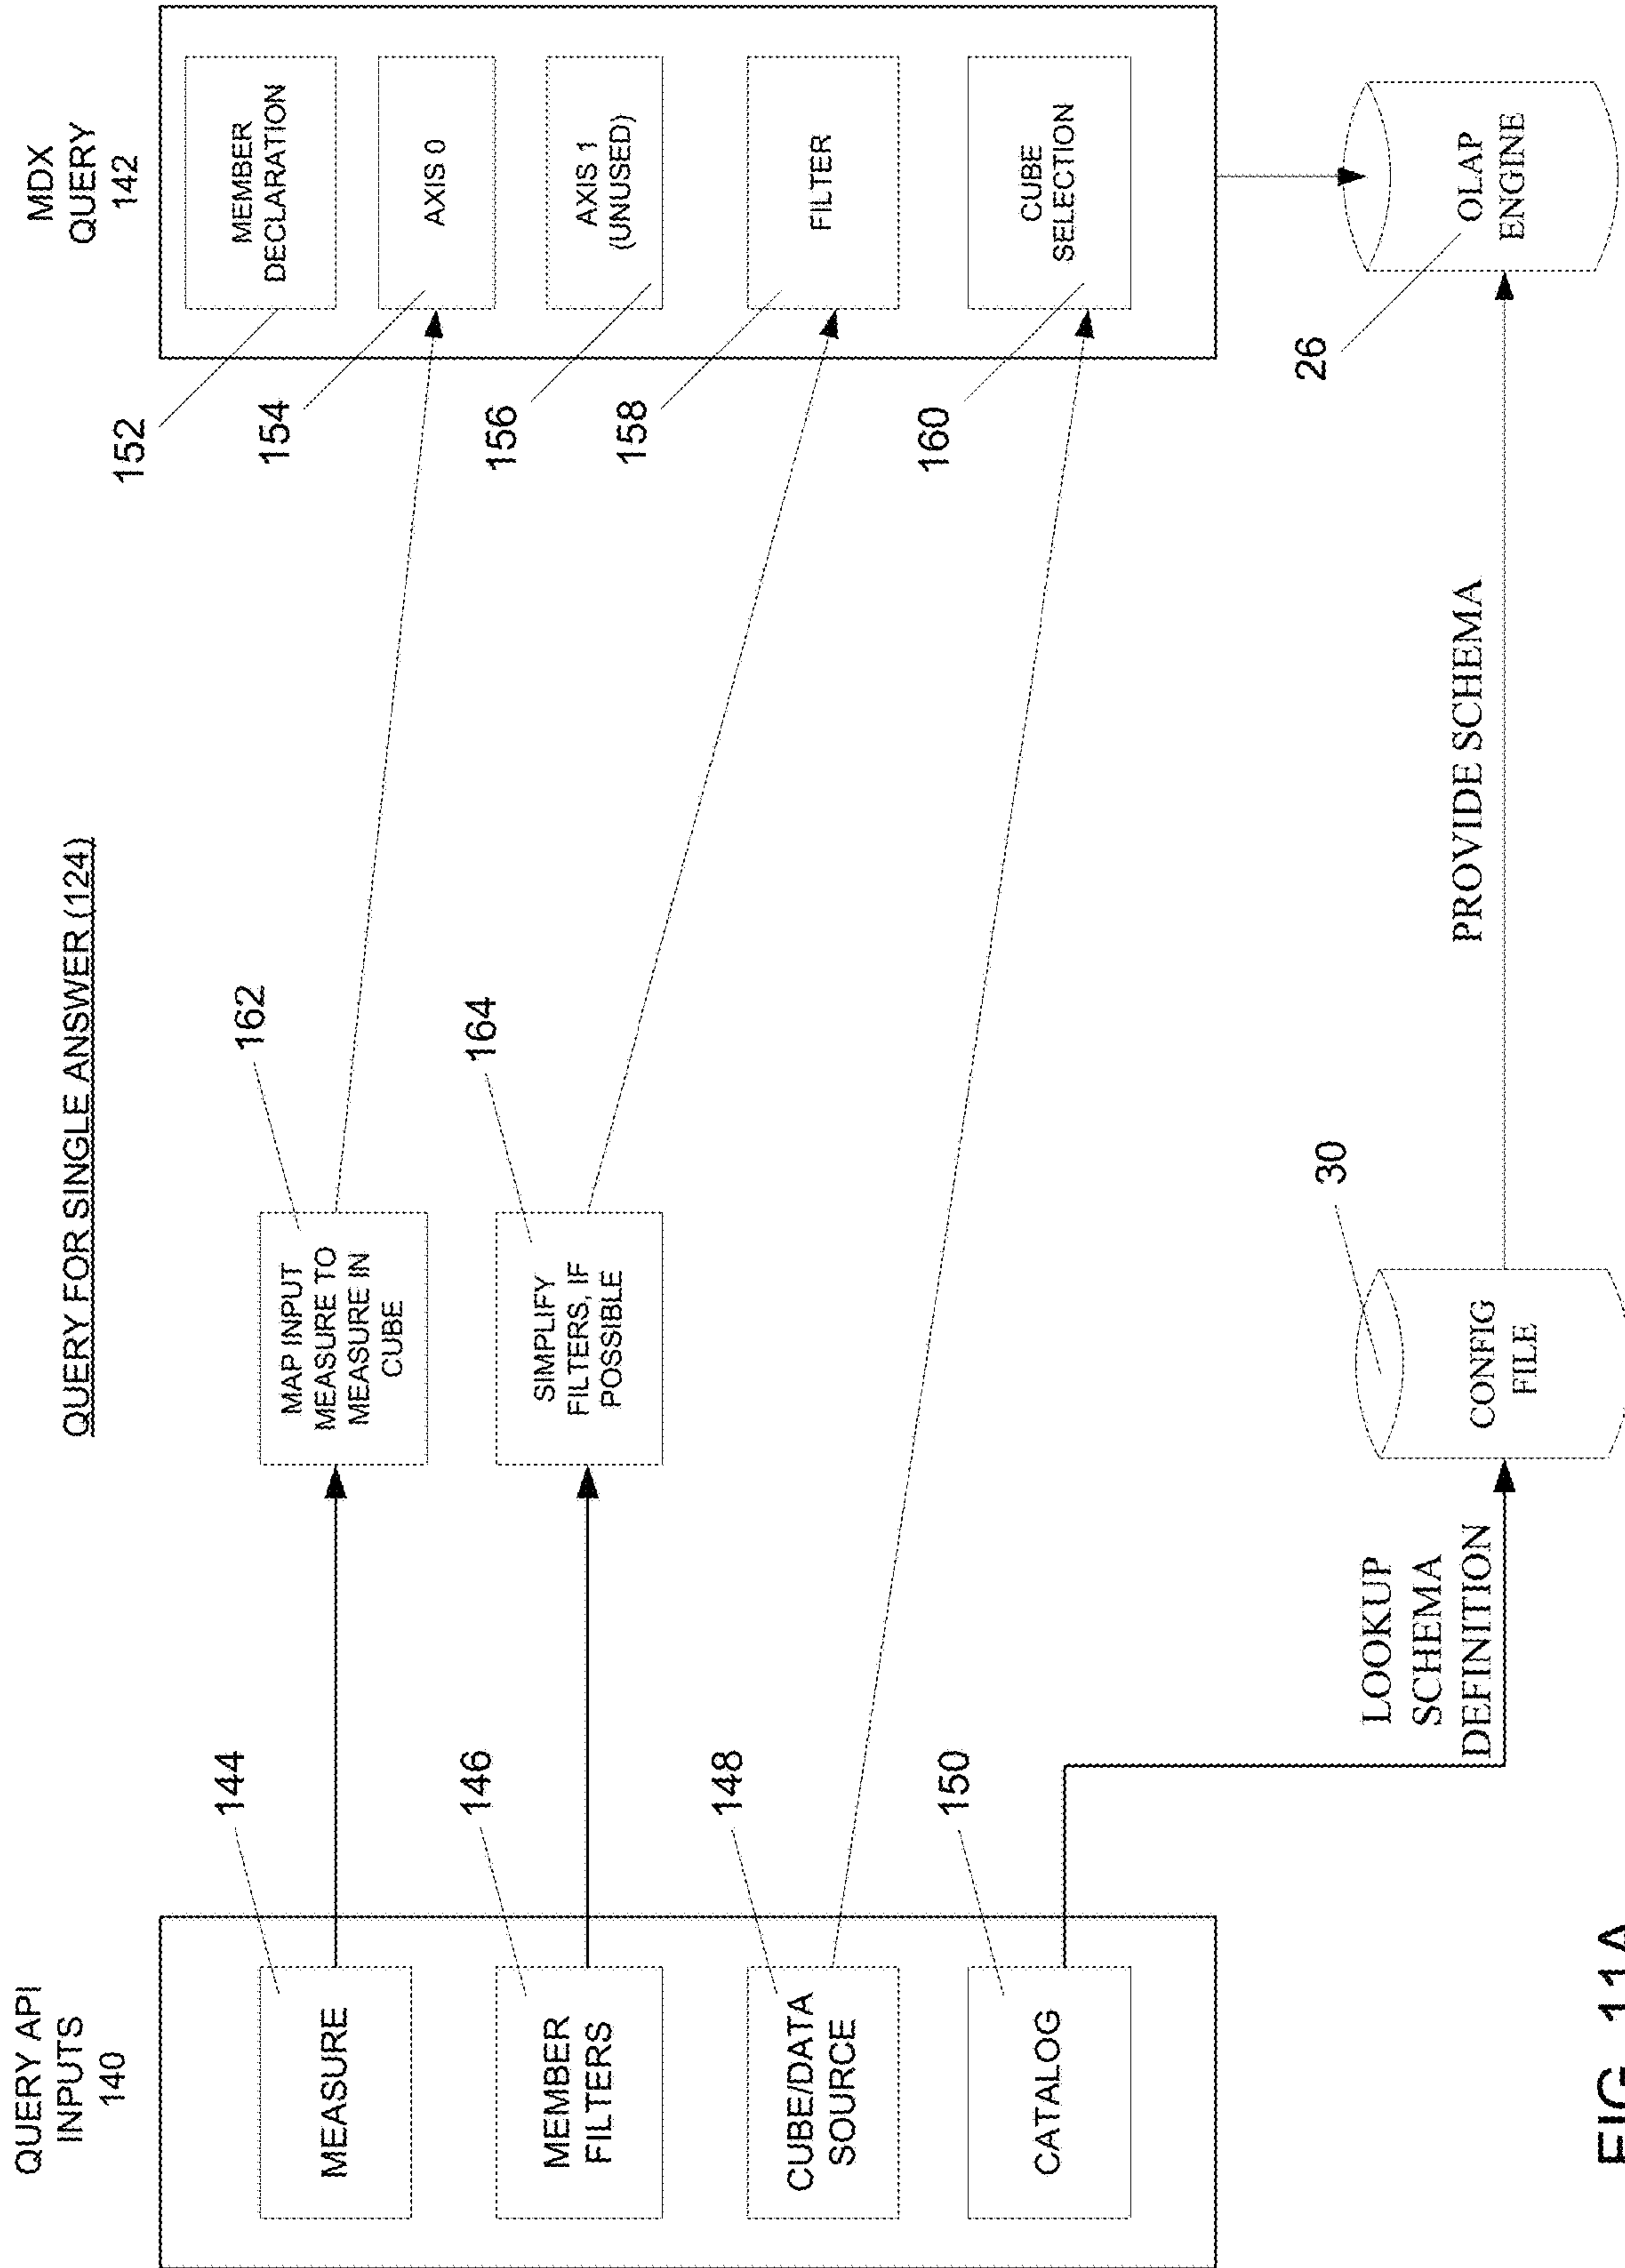 QUERY FOR SINGLE ANSWER (124)
QUERY API
INPUTS
140
MEASURE
144
MEMBER
FILTERS
146
CUBE/DATA
SOURCE
148
CATALOG
150
MAP INPUT
MEASURE TO
MEASURE IN
CUBE
162
SIMPLIFY
FILTERS, IF
POSSIBLE
164
LOOKUP
SCHEMA
DEFINITION
CONFIG
FILE
30
PROVIDE SCHEMA
MDX
QUERY
142
MEMBER
DECLARATION
152
AXIS 0
154
AXIS 1
(UNUSED)
156
FILTER
158
CUBE
SELECTION
160
OLAP
ENGINE
26
FIG. 11A